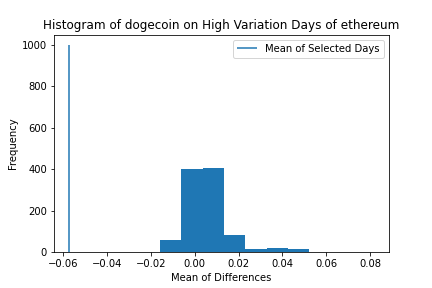 Histogram of dogecoin on High Variation Days of ethereum
Mean of Selected Days
Frequency
1000
800
600
400
200
0
−0.06 −0.04 −0.02 0.00 0.02 0.04 0.06 0.08
Mean of Differences